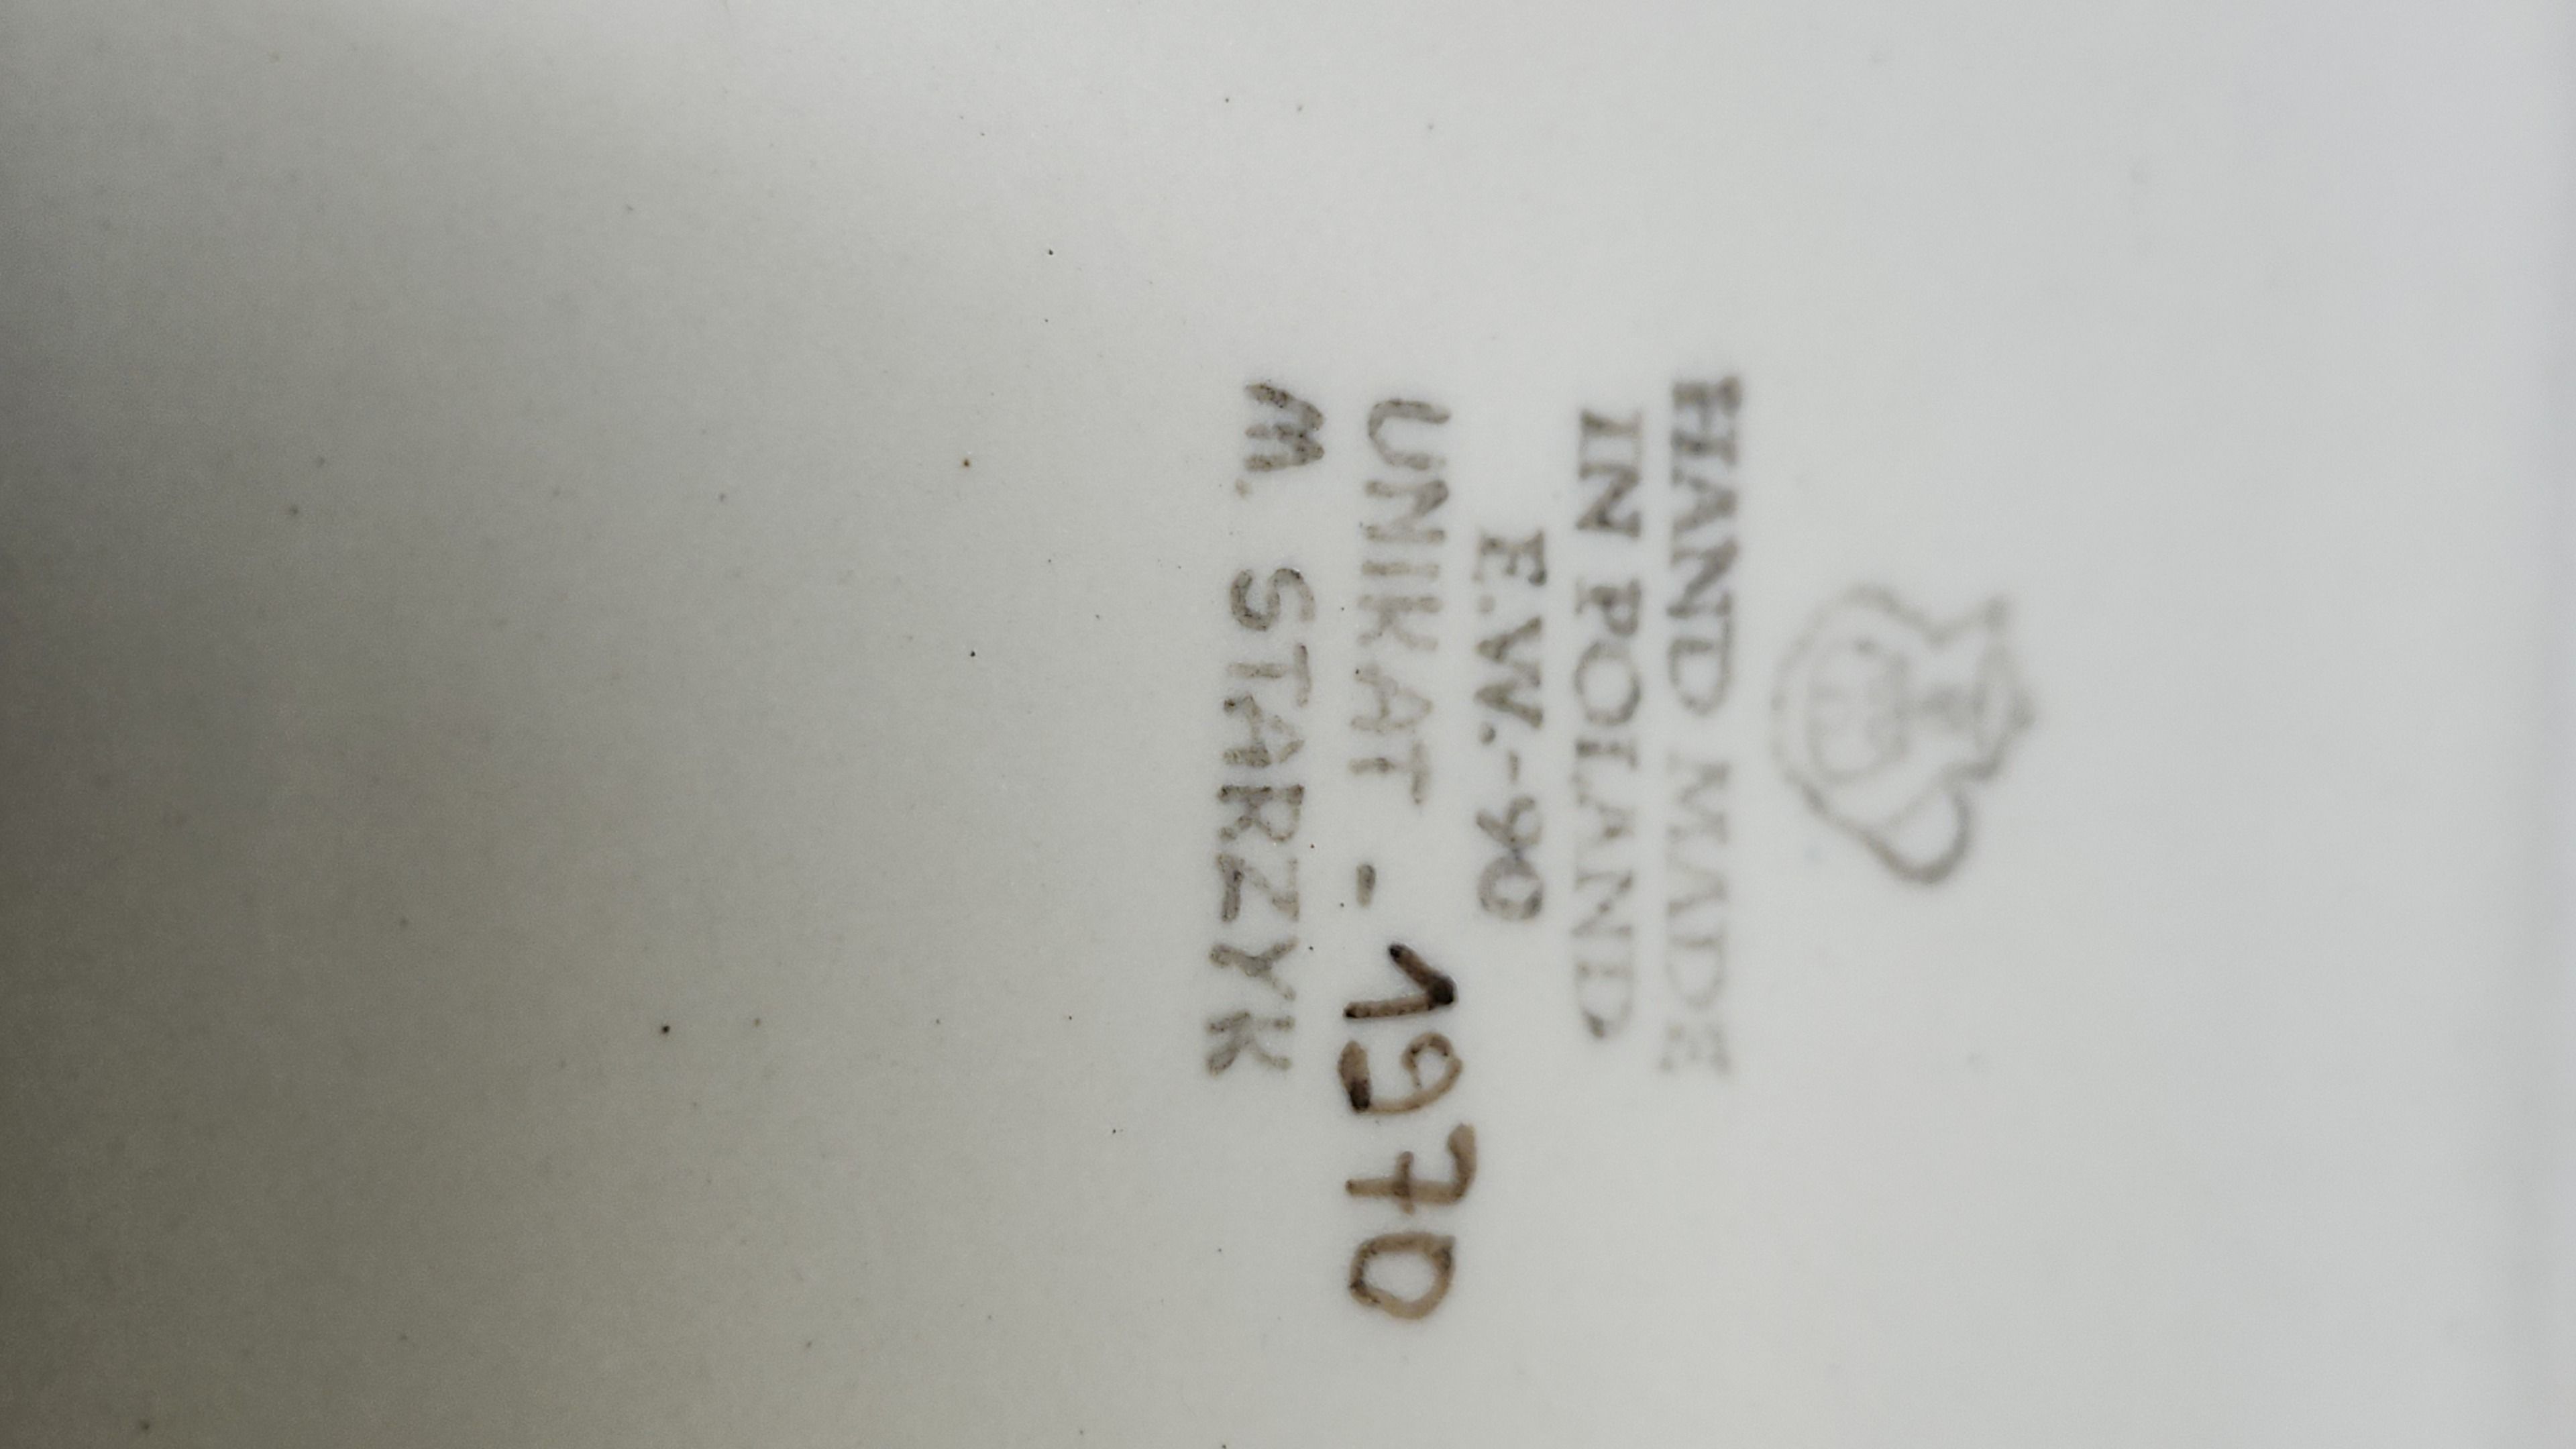 HAND MADE
IN POLAND
E.W.-90
UNIKAT - 1970
M. STARZYK